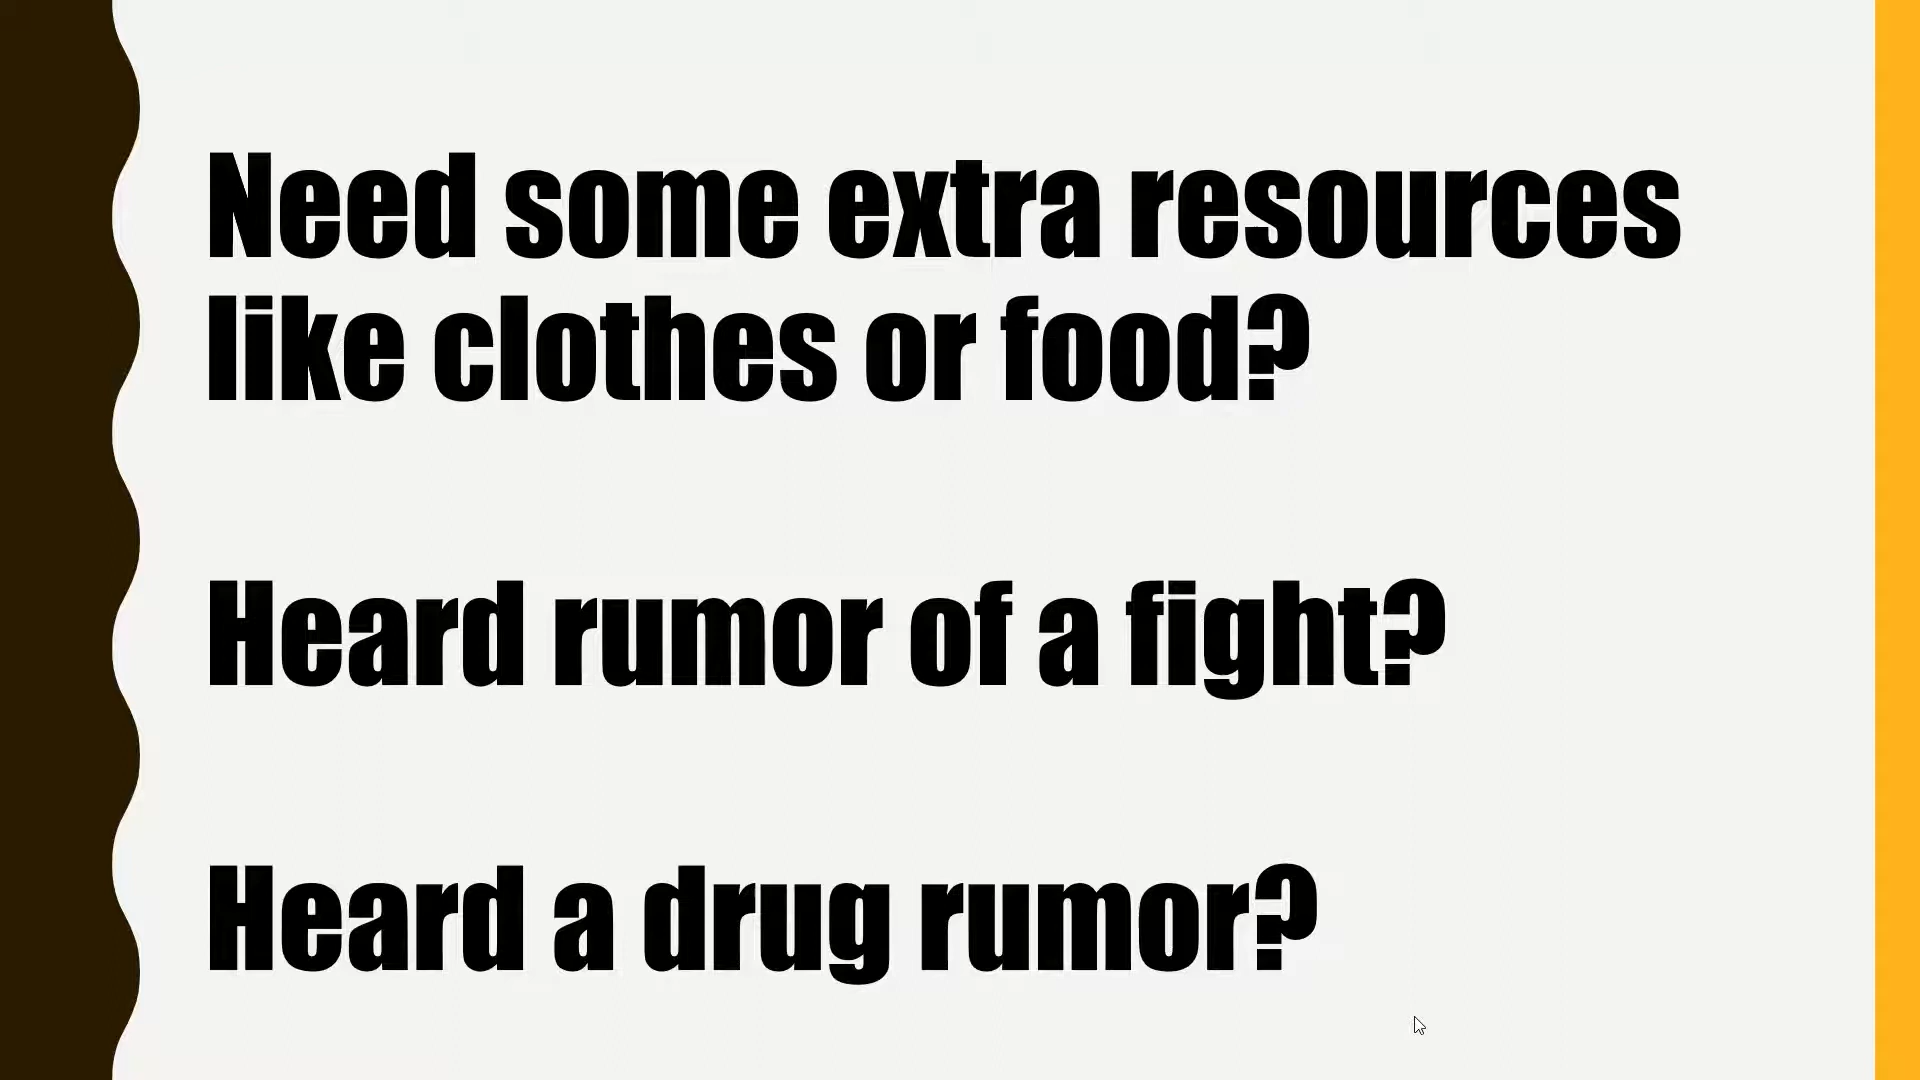 Need some extra resources
like clothes or food?
Heard rumor of a fight?
Heard a drug rumor?